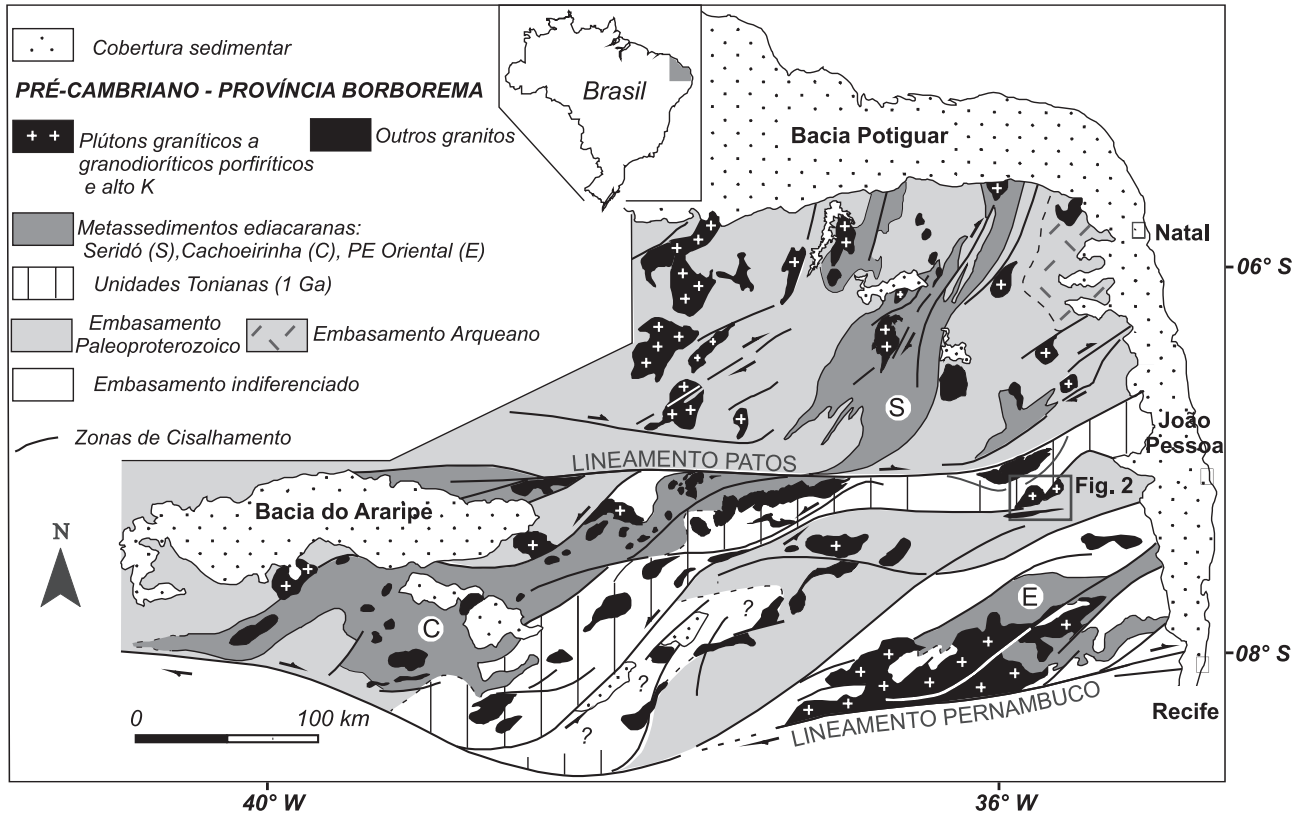 Cobertura sedimentar
PRÉ-CAMBRIANO - PROVÍNCIA BORBOREMA
Plútons graníticos a
granodioríticos porfiríticos
e alto K
Outros granitos
Metassedimentos ediacaranas:
Seridó (S),Cachoeirinha (C), PE Oriental (E)
Unidades Tonianas (1 Ga)
Embasamento
Paleoproterozoico
Embasamento Arqueano
Embasamento indiferenciado
Zonas de Cisalhamento
Brasil
Bacia Potiguar
Natal
06° S
S
João
Pessoa
LINEAMENTO PATOS
Fig. 2
Bacia do Araripe
N
E
C
?
?
?
08° S
0
100 km
LINEAMENTO PERNAMBUCO
Recife
40° W
36° W